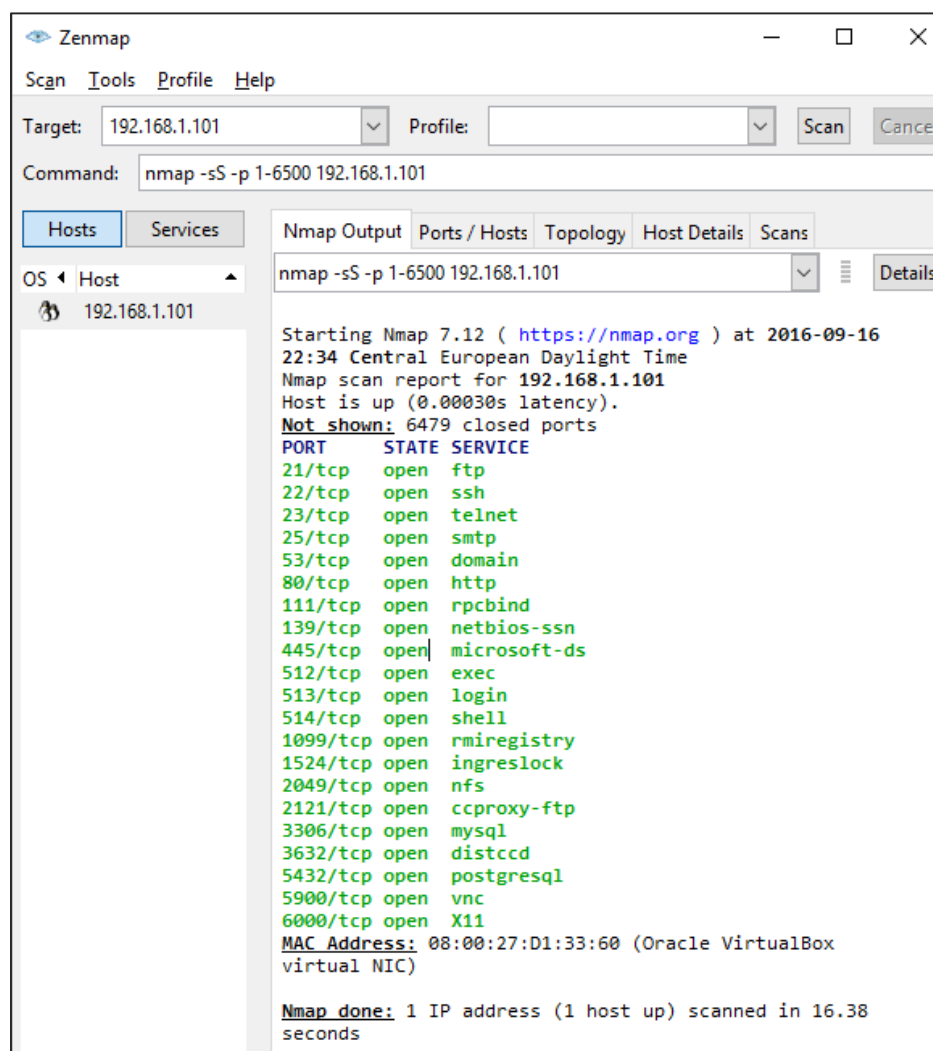 Zenmap
Scan Tools Profile Help
Target: 192.168.1.101 Profile: Scan Cance
Command: nmap -sS -p 1-6500 192.168.1.101
Hosts Services
Nmap Output Ports / Hosts Topology Host Details Scans
OS Host
192.168.1.101
nmap -sS -p 1-6500 192.168.1.101 Details
Starting Nmap 7.12 ( https://nmap.org ) at 2016-09-16
22:34 Central European Daylight Time
Nmap scan report for 192.168.1.101
Host is up (0.00030s latency).
Not shown: 6479 closed ports
PORT STATE SERVICE
21/tcp open ftp
22/tcp open ssh
23/tcp open telnet
25/tcp open smtp
53/tcp open domain
80/tcp open http
111/tcp open rpcbind
139/tcp open netbios-ssn
445/tcp open microsoft-ds
512/tcp open exec
513/tcp open login
514/tcp open shell
1099/tcp open rmiregistry
1524/tcp open ingreslock
2049/tcp open nfs
2121/tcp open ccproxy-ftp
3306/tcp open mysql
3632/tcp open distccd
5432/tcp open postgresql
5900/tcp open vnc
6000/tcp open X11
MAC Address: 08:00:27:D1:33:60 (Oracle VirtualBox
virtual NIC)
Nmap done: 1 IP address (1 host up) scanned in 16.38
seconds